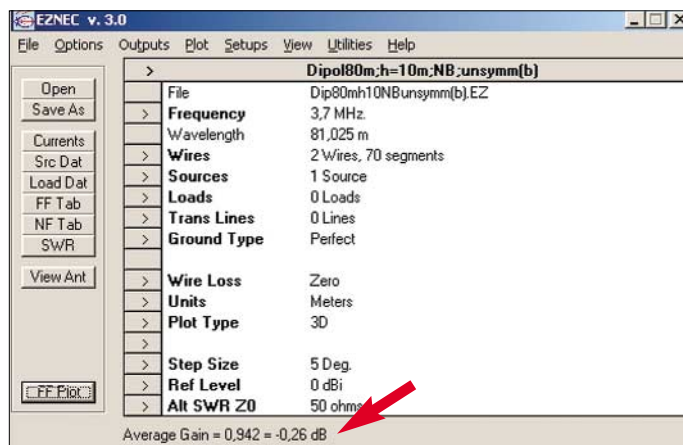 EZNEC v. 3.0
File Options Outputs Plot Setups View Utilities Help
Open
Save As
Currents
Src Dat
Load Dat
FF Tab
NF Tab
SWR
View Ant
FF Plot
> Dipol80m;h=10m;NB;unsymm(b)
File Dip80mh10NBunsymm(b).EZ
> Frequency 3,7 MHz.
Wavelength 81,025 m
> Wires 2 Wires, 70 segments
> Sources 1 Source
> Loads 0 Loads
> Trans Lines 0 Lines
> Ground Type Perfect
> Wire Loss Zero
> Units Meters
> Plot Type 3D
>
> Step Size 5 Deg.
> Ref Level 0 dBi
> Alt SWR Z0 50 ohms
Average Gain = 0,942 = -0,26 dB